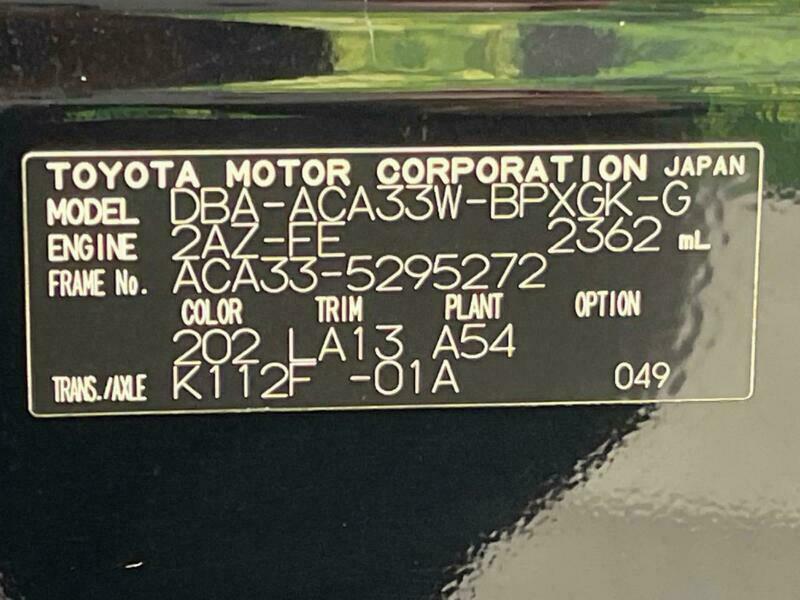 TOYOTA MOTOR CORPORATION JAPAN
MODEL DBA-ACA33W-BPXGK-G
ENGINE 2AZ-FE 2362 mL
FRAME No. ACA33-5295272
COLOR TRIM PLANT OPTION
202 LA13 A54
TRANS./AXLE K112F -01A 049